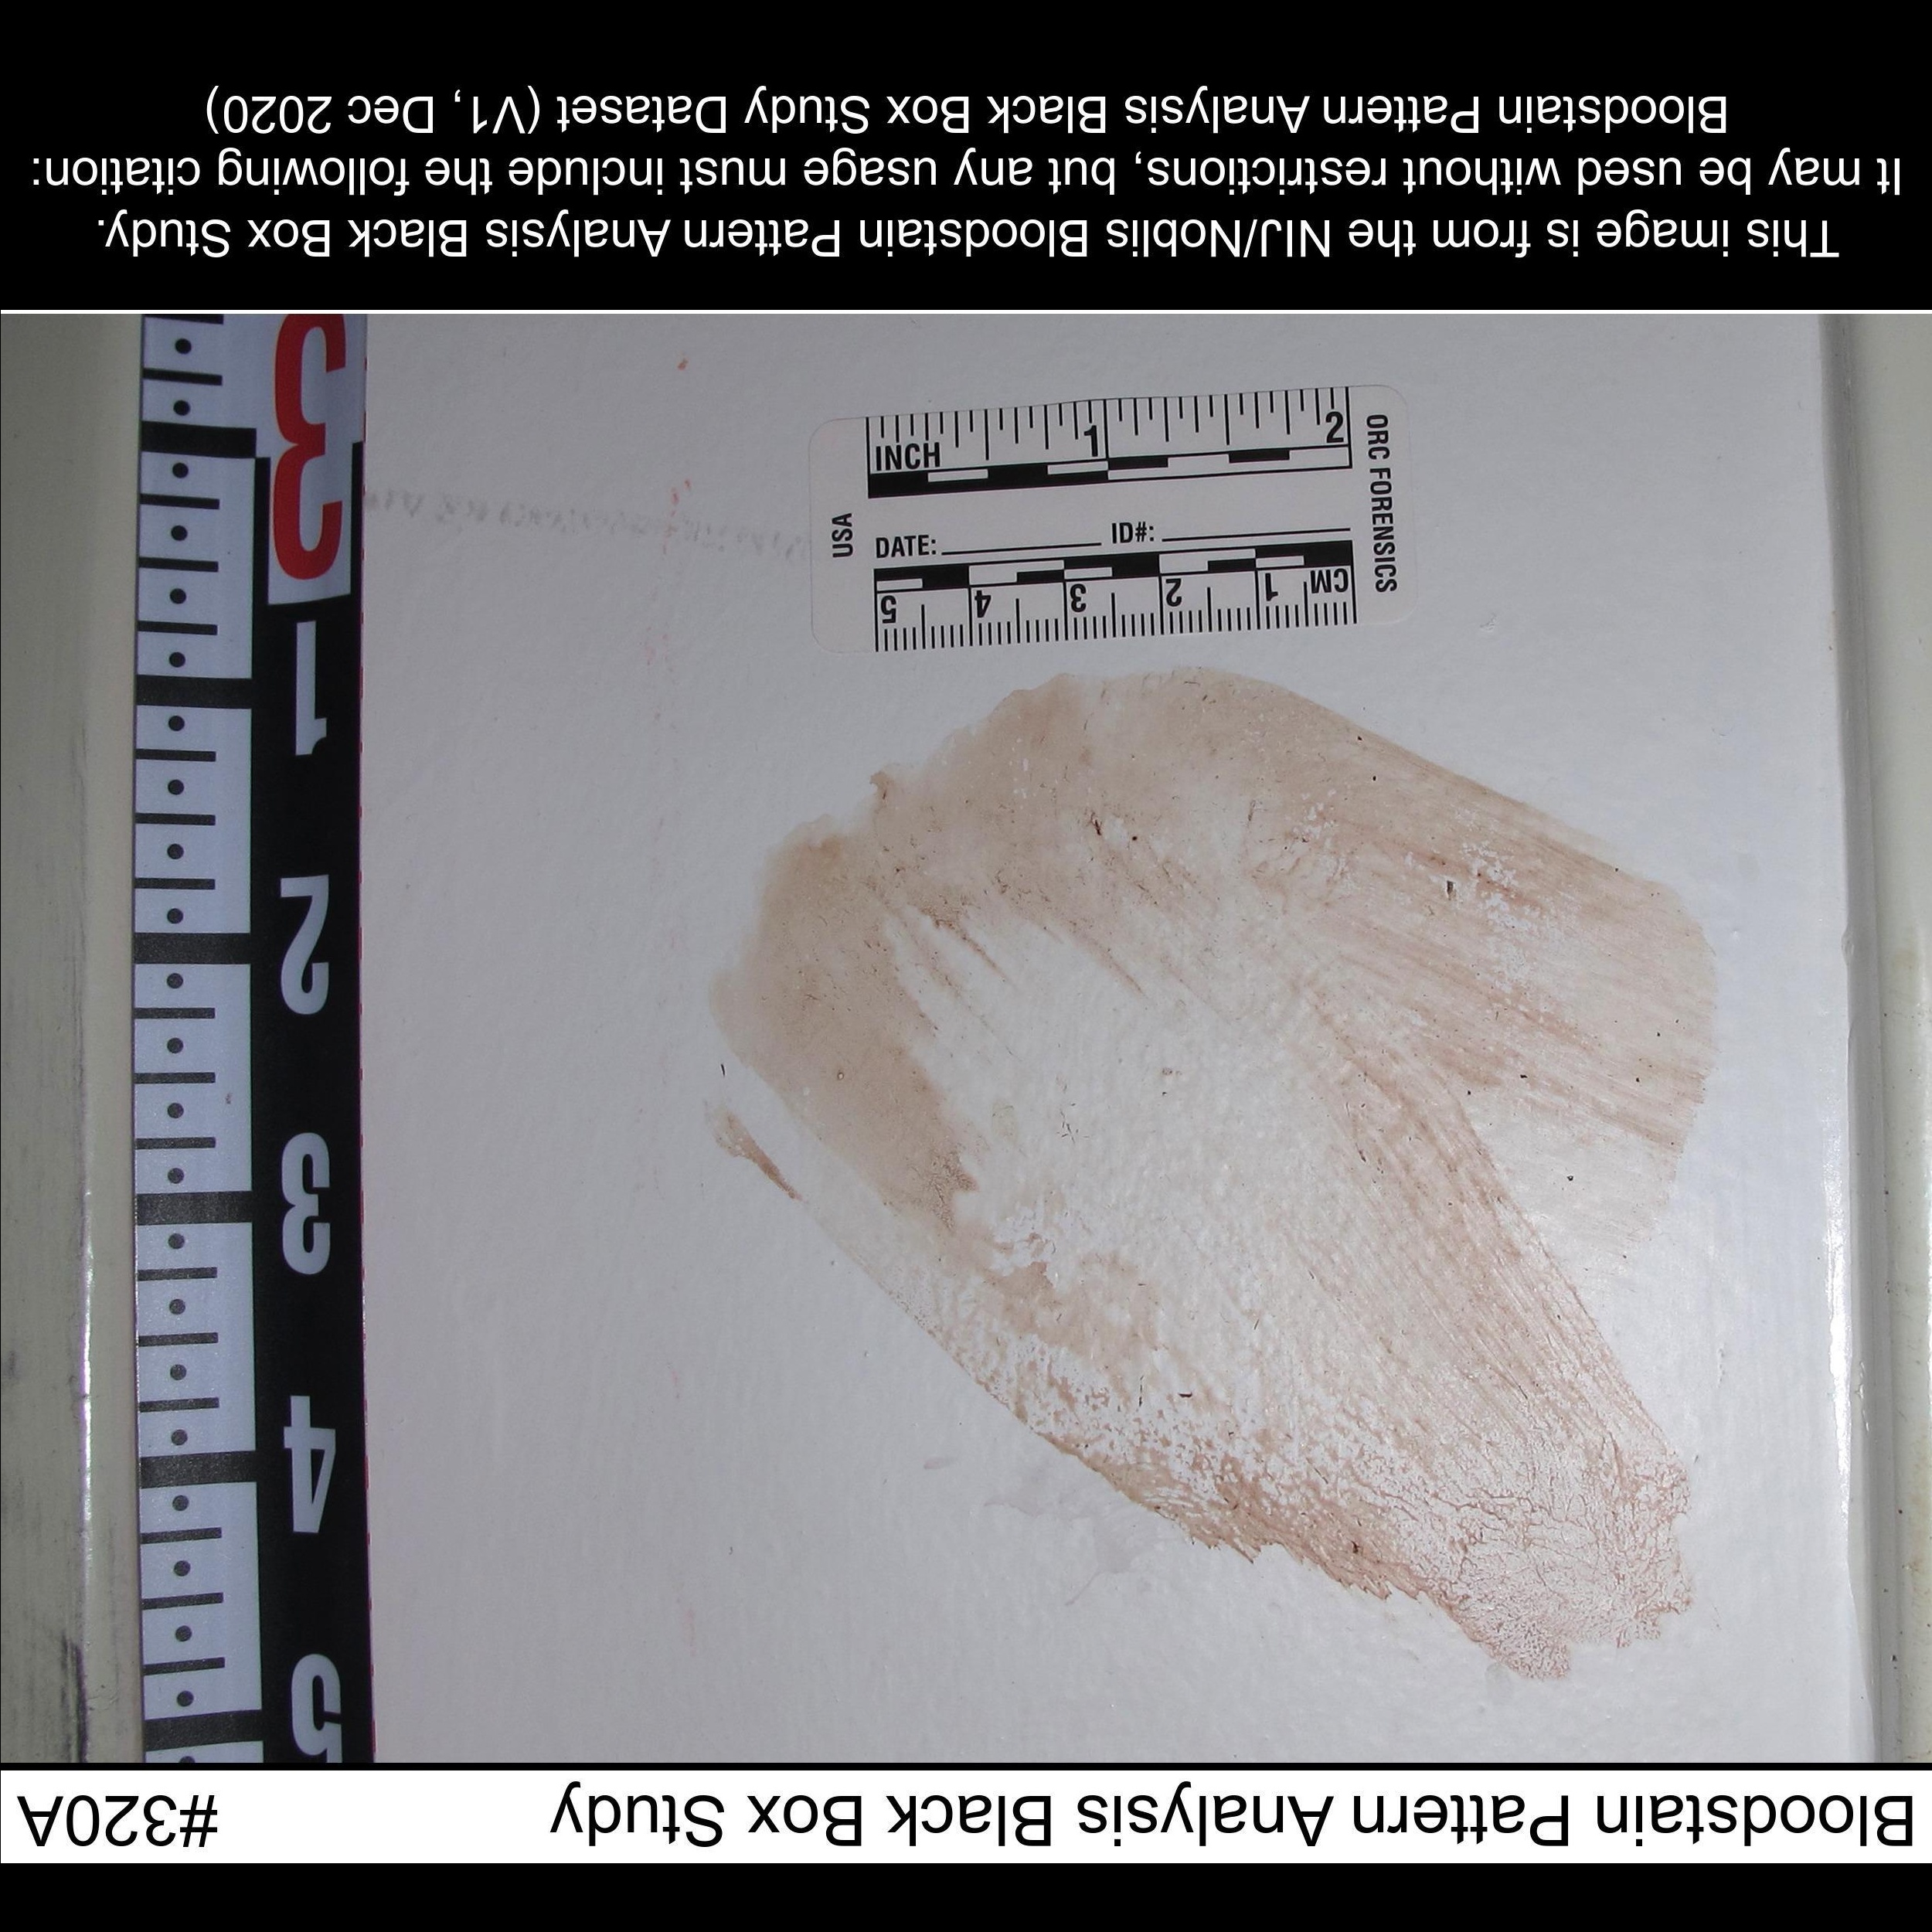 Bloodstain Pattern Analysis Black Box Study #320A
5
4
3
2
1
3
ORC FORENSICS
INCH 1 2
DATE: ID#:
USA
CM 1 2 3 4 5
This image is from the NIJ/Noblis Bloodstain Pattern Analysis Black Box Study.
It may be used without restrictions, but any usage must include the following citation:
Bloodstain Pattern Analysis Black Box Study Dataset (V1, Dec 2020)